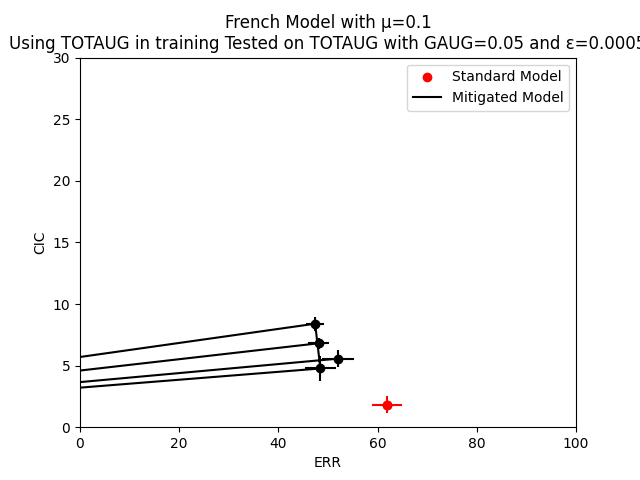 French Model with μ=0.1
Using TOTAUG in training Tested on TOTAUG with GAUG=0.05 and ε=0.0005
Standard Model
Mitigated Model
30
25
20
15
10
5
0
CIC
0 20 40 60 80 100
ERR